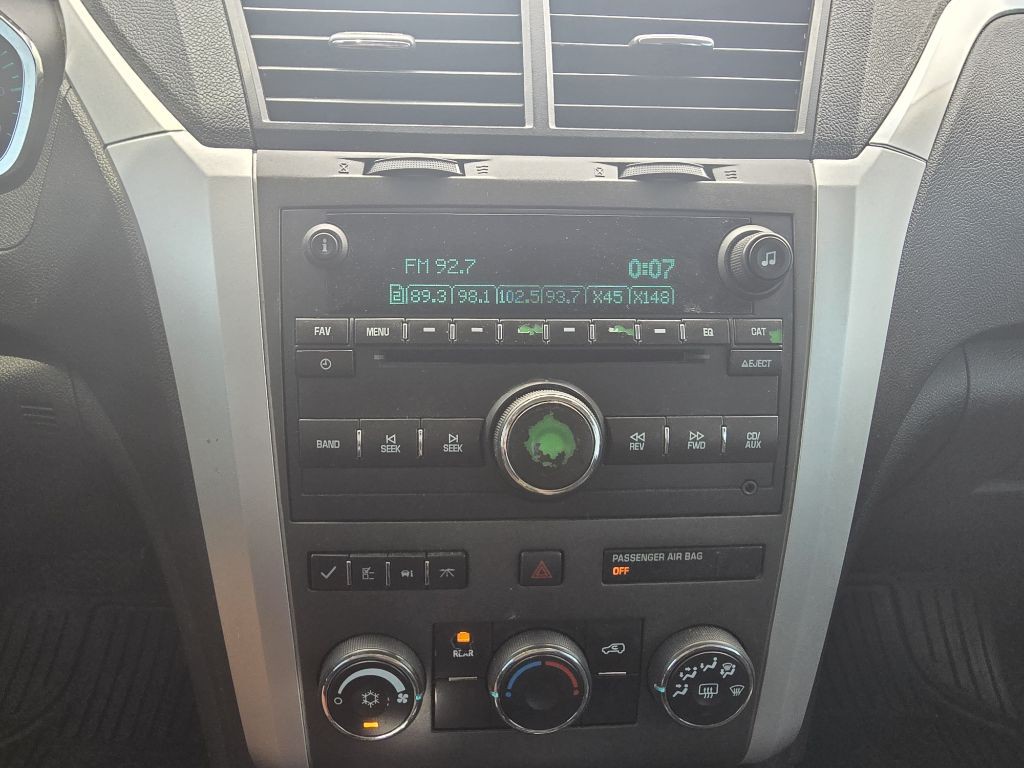 FM 92.7 0:07
2 89.3 98.1 102.5 93.7 X45 X148
FAV MENU EQ CAT
EJECT
BAND SEEK SEEK REV FWD CD/AUX
PASSENGER AIR BAG
OFF
REAR